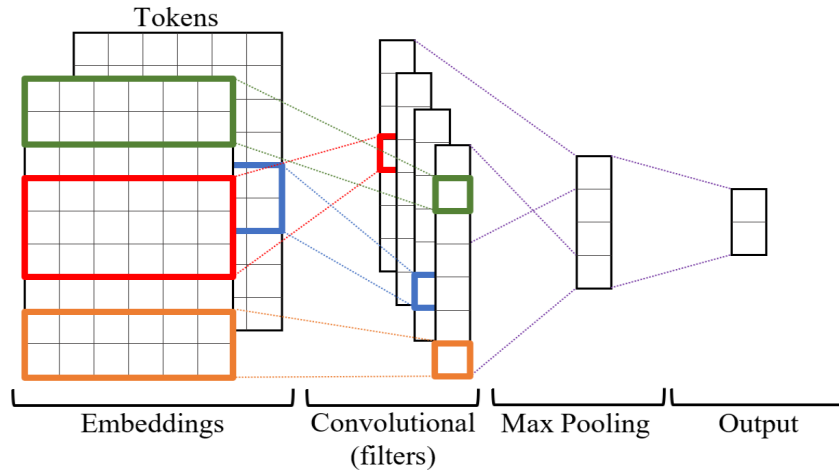 Tokens
Embeddings
Convolutional
(filters)
Max Pooling
Output